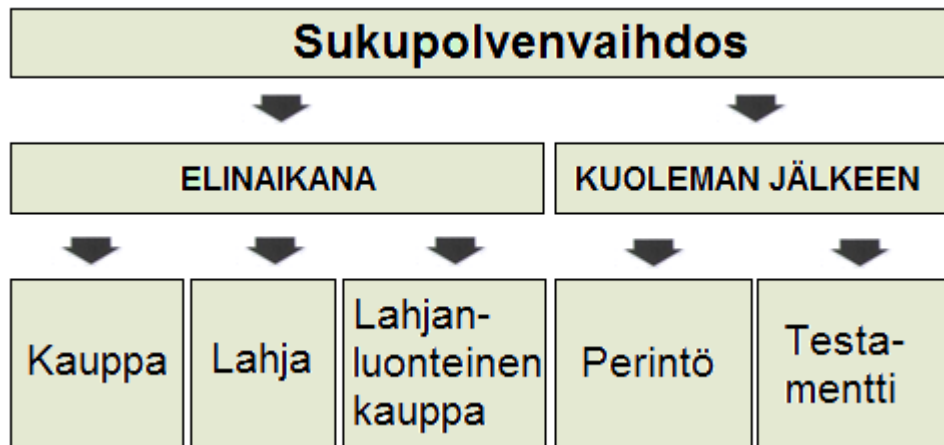 Sukupolvenvaihdos
ELINAIKANA
KUOLEMAN JÄLKEEN
Kauppa
Lahja
Lahjan-
luonteinen
kauppa
Perintö
Testa-
mentti